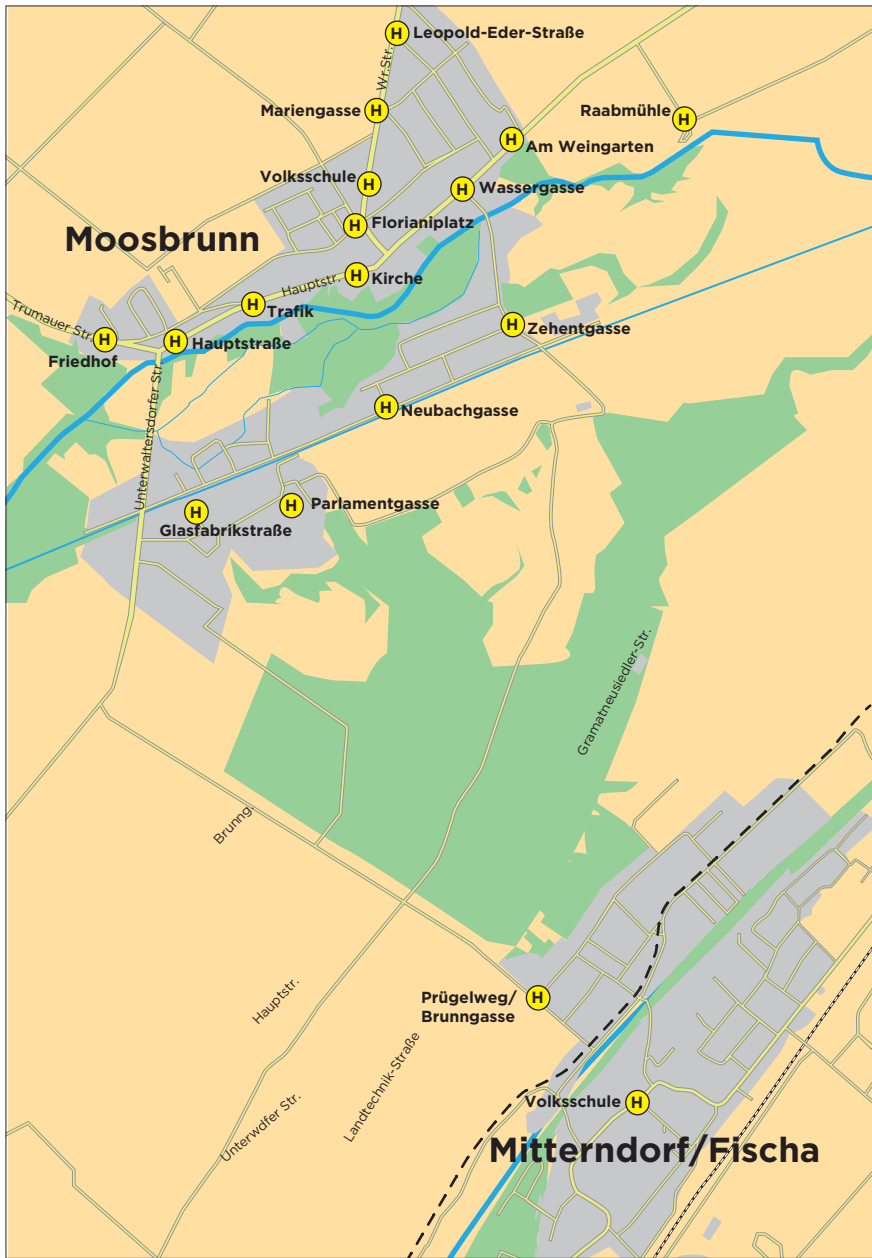 H Leopold-Eder-Straße
Wr.Str.
Mariengasse H
Raabmühle H
H Am Weingarten
Volksschule H
H Wassergasse
H Florianiplatz
Moosbrunn
H Kirche
Hauptstr.
H Trafik
Trumauer Str.
H Friedhof
H Hauptstraße
H Zehentgasse
Unterwaltersdorfer Str.
H Neubachgasse
H Parlamentgasse
H Glasfabrikstraße
Gramatneusiedler-Str.
Brunng.
Hauptstr.
Prügelweg/
Brunngasse H
Landtechnik-Straße
Unterwdfer Str.
Volksschule H
Mitterndorf/Fischa